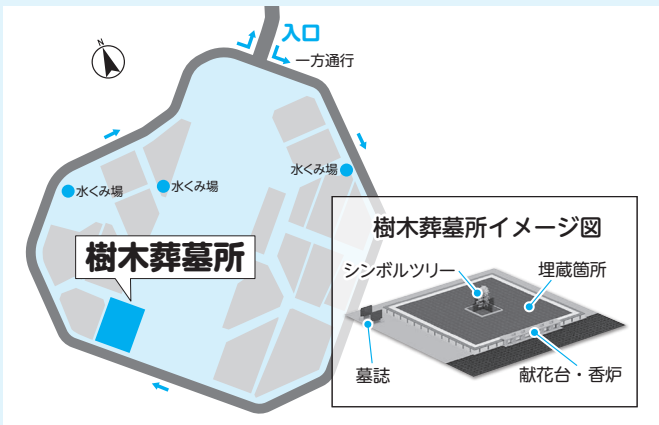 入口
一方通行
N
水くみ場
水くみ場
水くみ場
樹木葬墓所
樹木葬墓所イメージ図
シンボルツリー
埋蔵箇所
墓誌
献花台・香炉